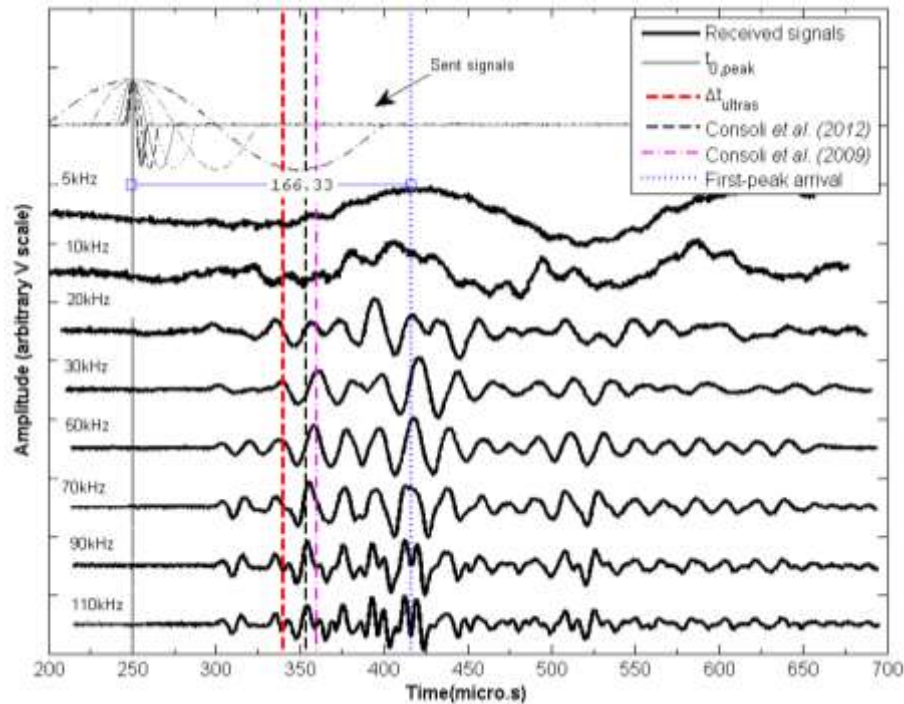 Received signals
t0,peak
Δtultras
Consoli et al. (2012)
Consoli et al. (2009)
First-peak arrival
Sent signals
166.33
5kHz
10kHz
20kHz
30kHz
60kHz
70kHz
90kHz
110kHz
Amplitude (arbitrary V scale)
200 250 300 350 400 450 500 550 600 650 700
Time(micro.s)